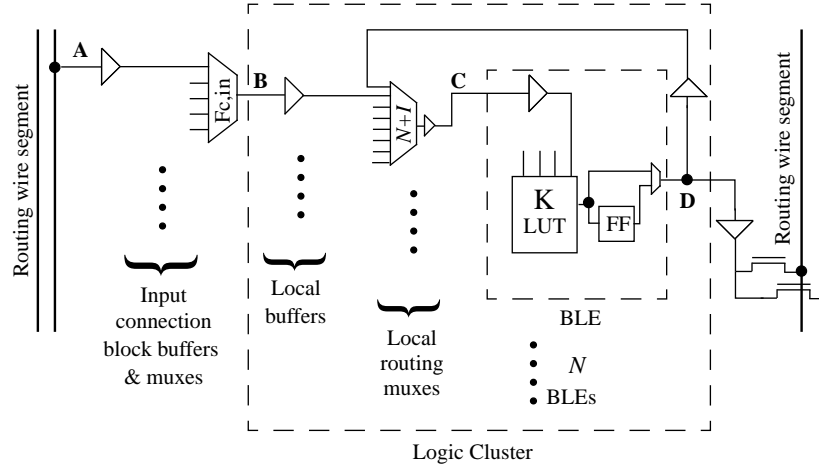 Routing wire segment
A
Fc,in
B
N+I
C
K
LUT
FF
D
Routing wire segment
Input
connection
block buffers
& muxes
Local
buffers
Local
routing
muxes
BLE
N
BLEs
Logic Cluster